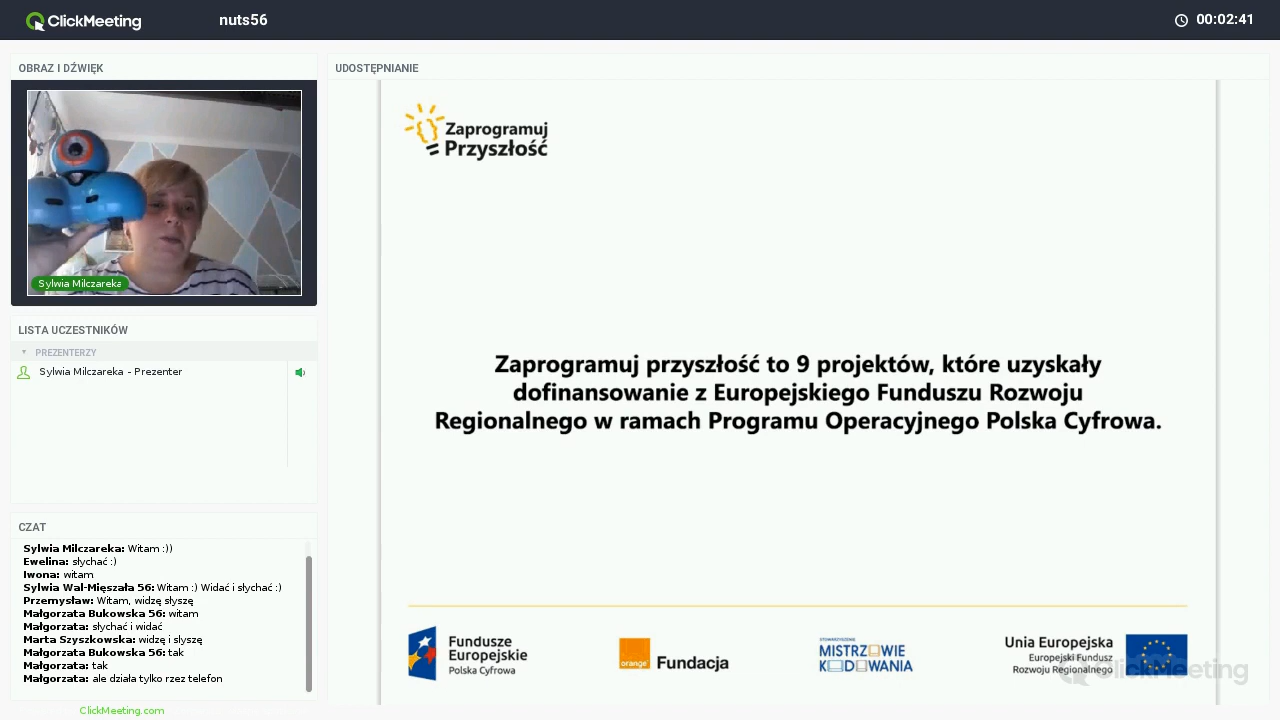 ClickMeeting
nuts56
00:02:41
OBRAZ I DŹWIĘK
Sylwia Milczareka
LISTA UCZESTNIKÓW
PREZENTERZY
Sylwia Milczareka - Prezenter
CZAT
Sylwia Milczareka: Witam :))
Ewelina: słychać :)
Iwona: witam
Sylwia Wal-Mięszała 56: Witam :) Widać i słychać :)
Przemysław: Witam, widzę słyszę
Małgorzata Bukowska 56: witam
Małgorzata: słychać i widać
Marta Szyszkowska: widzę i słyszę
Małgorzata Bukowska 56: tak
Małgorzata: tak
Małgorzata: ale działa tylko rzez telefon
ClickMeeting.com
UDOSTĘPNIANIE
Zaprogramuj
Przyszłość
Zaprogramuj przyszłość to 9 projektów, które uzyskały
dofinansowanie z Europejskiego Funduszu Rozwoju
Regionalnego w ramach Programu Operacyjnego Polska Cyfrowa.
Fundusze
Europejskie
Polska Cyfrowa
orange
Fundacja
STOWARZYSZENIE
MISTRZOWIE
KODOWANIA
Unia Europejska
Europejski Fundusz
Rozwoju Regionalnego
ClickMeeting